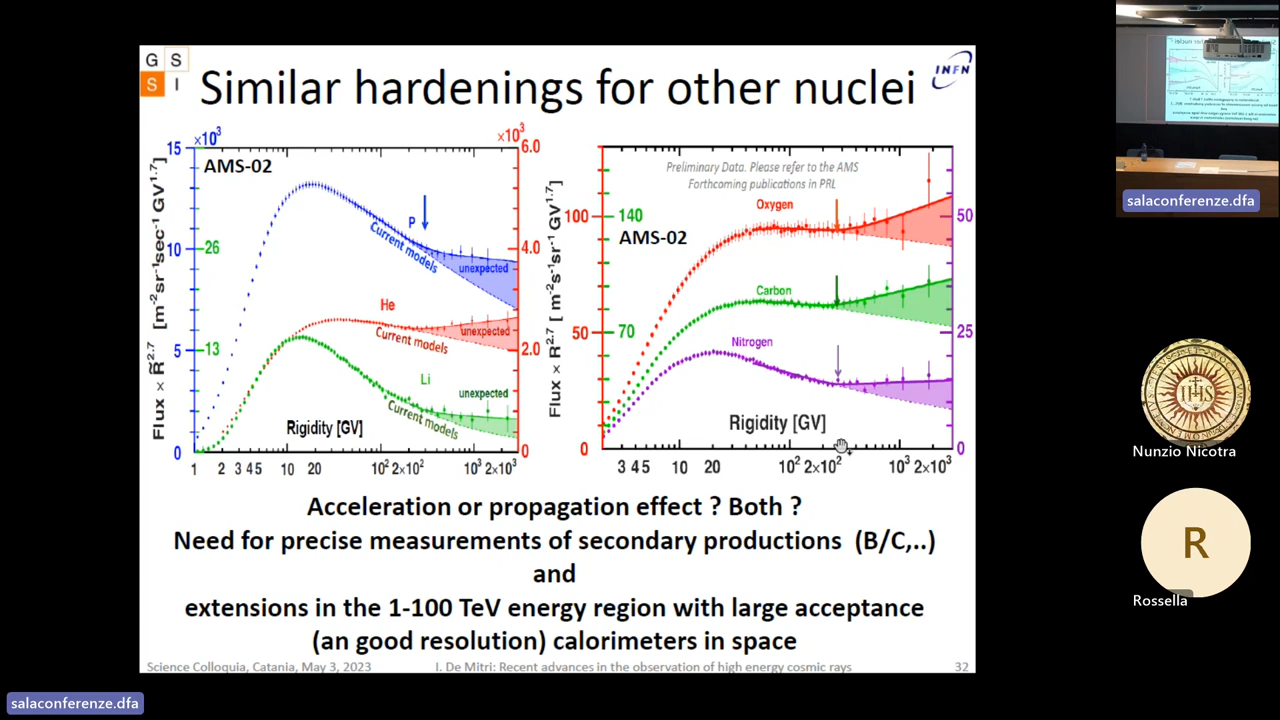 G S
S I
Similar hardenings for other nuclei
INFN
×10³
×10³
15
6.0
AMS-02
P
Current models
unexpected
10
26
4.0
He
Current models
unexpected
5
13
2.0
Li
unexpected
Current models
Rigidity [GV]
0
0
1 2 3 4 5 10 20 10² 2×10² 10³ 2×10³
Flux × R^2.7 [m⁻²sr⁻¹sec⁻¹ GV^1.7]
Preliminary Data. Please refer to the AMS
Forthcoming publications in PRL
Oxygen
100
140
50
AMS-02
Carbon
50
70
25
Nitrogen
Rigidity [GV]
0
0
3 4 5 10 20 10² 2×10² 10³ 2×10³
Flux × R^2.7 [ m⁻²s⁻¹sr⁻¹ GV^1.7]
Acceleration or propagation effect ? Both ?
Need for precise measurements of secondary productions (B/C,..)
and
extensions in the 1-100 TeV energy region with large acceptance
(an good resolution) calorimeters in space
Science Colloquia, Catania, May 3, 2023 I. De Mitri: Recent advances in the observation of high energy cosmic rays 32
salaconferenze.dfa
IHS
Nunzio Nicotra
R
Rossella
salaconferenze.dfa